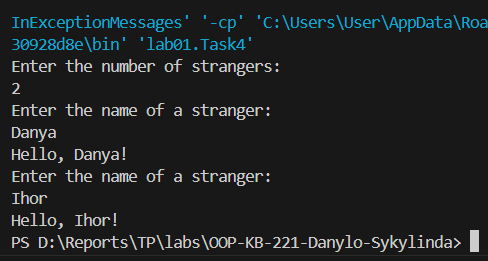 InExceptionMessages' '-cp' 'C:\Users\User\AppData\Roa
30928d8e\bin' 'lab01.Task4'
Enter the number of strangers:
2
Enter the name of a stranger:
Danya
Hello, Danya!
Enter the name of a stranger:
Ihor
Hello, Ihor!
PS D:\Reports\TP\labs\OOP-KB-221-Danylo-Sykylinda>